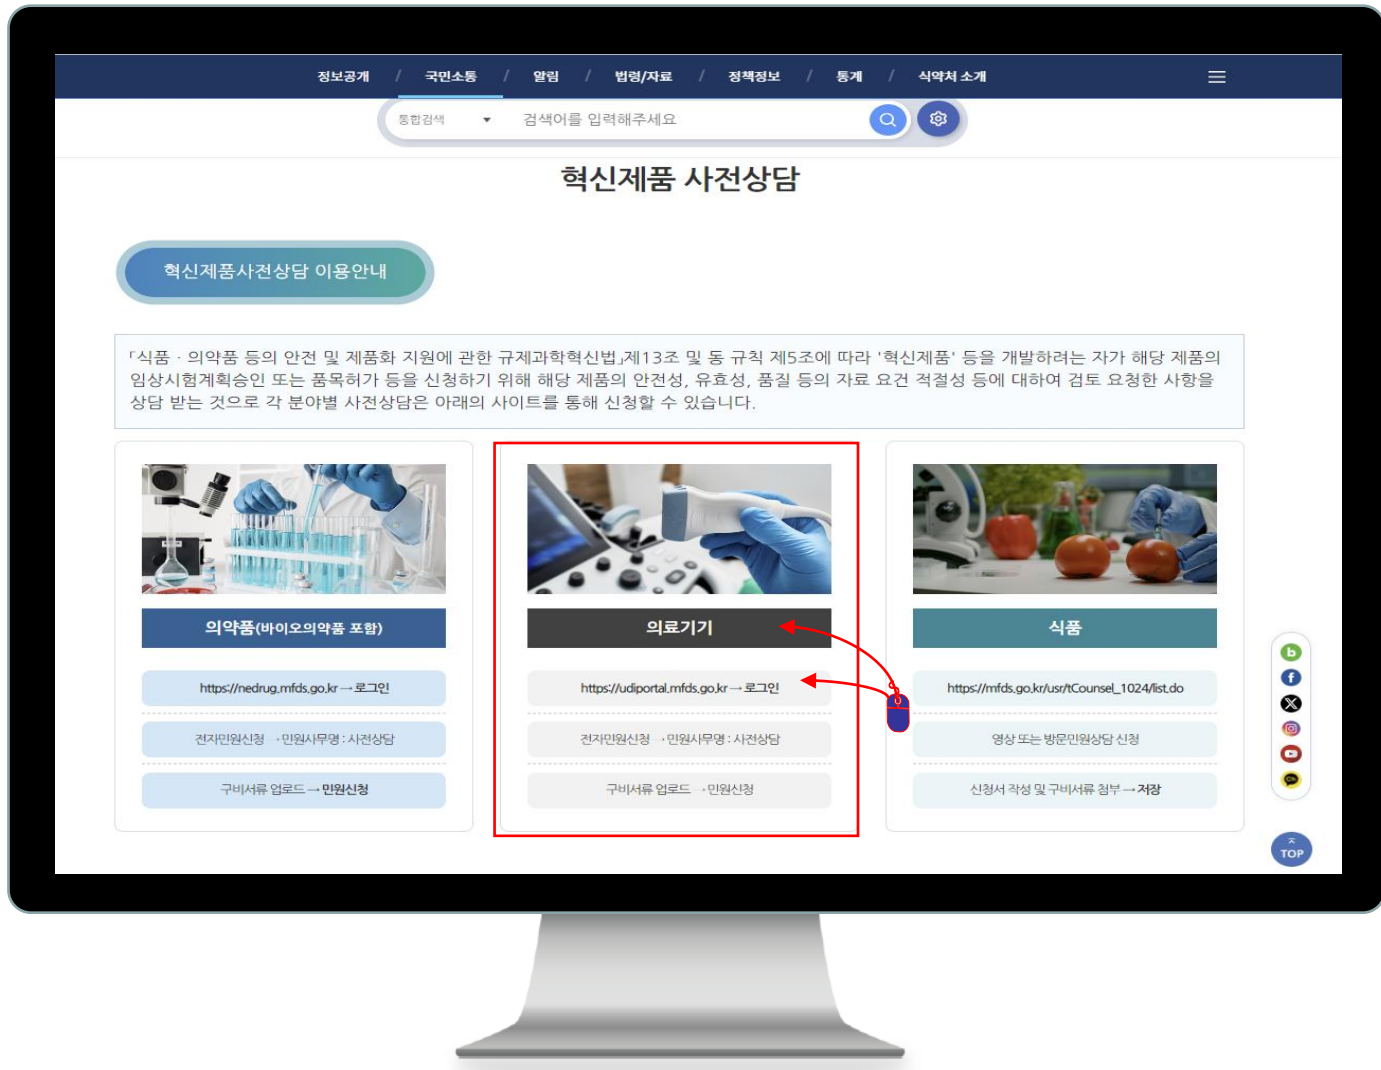 정보공개 / 국민소통 / 알림 / 법령/자료 / 정책정보 / 통계 / 식약처 소개
통합검색 검색어를 입력해주세요
혁신제품 사전상담
혁신제품사전상담 이용안내
「식품 · 의약품 등의 안전 및 제품화 지원에 관한 규제과학혁신법」제13조 및 동 규칙 제5조에 따라 '혁신제품' 등을 개발하려는 자가 해당 제품의
임상시험계획승인 또는 품목허가 등을 신청하기 위해 해당 제품의 안전성, 유효성, 품질 등의 자료 요건 적절성 등에 대하여 검토 요청한 사항을
상담 받는 것으로 각 분야별 사전상담은 아래의 사이트를 통해 신청할 수 있습니다.
의약품(바이오의약품 포함)
https://nedrug.mfds.go.kr → 로그인
전자민원신청 → 민원사무명 : 사전상담
구비서류 업로드 → 민원신청
의료기기
https://udiportal.mfds.go.kr → 로그인
전자민원신청 → 민원사무명 : 사전상담
구비서류 업로드 → 민원신청
식품
https://mfds.go.kr/usr/tCounsel_1024/list.do
영상 또는 방문민원상담 신청
신청서 작성 및 구비서류 첨부 → 저장
TOP